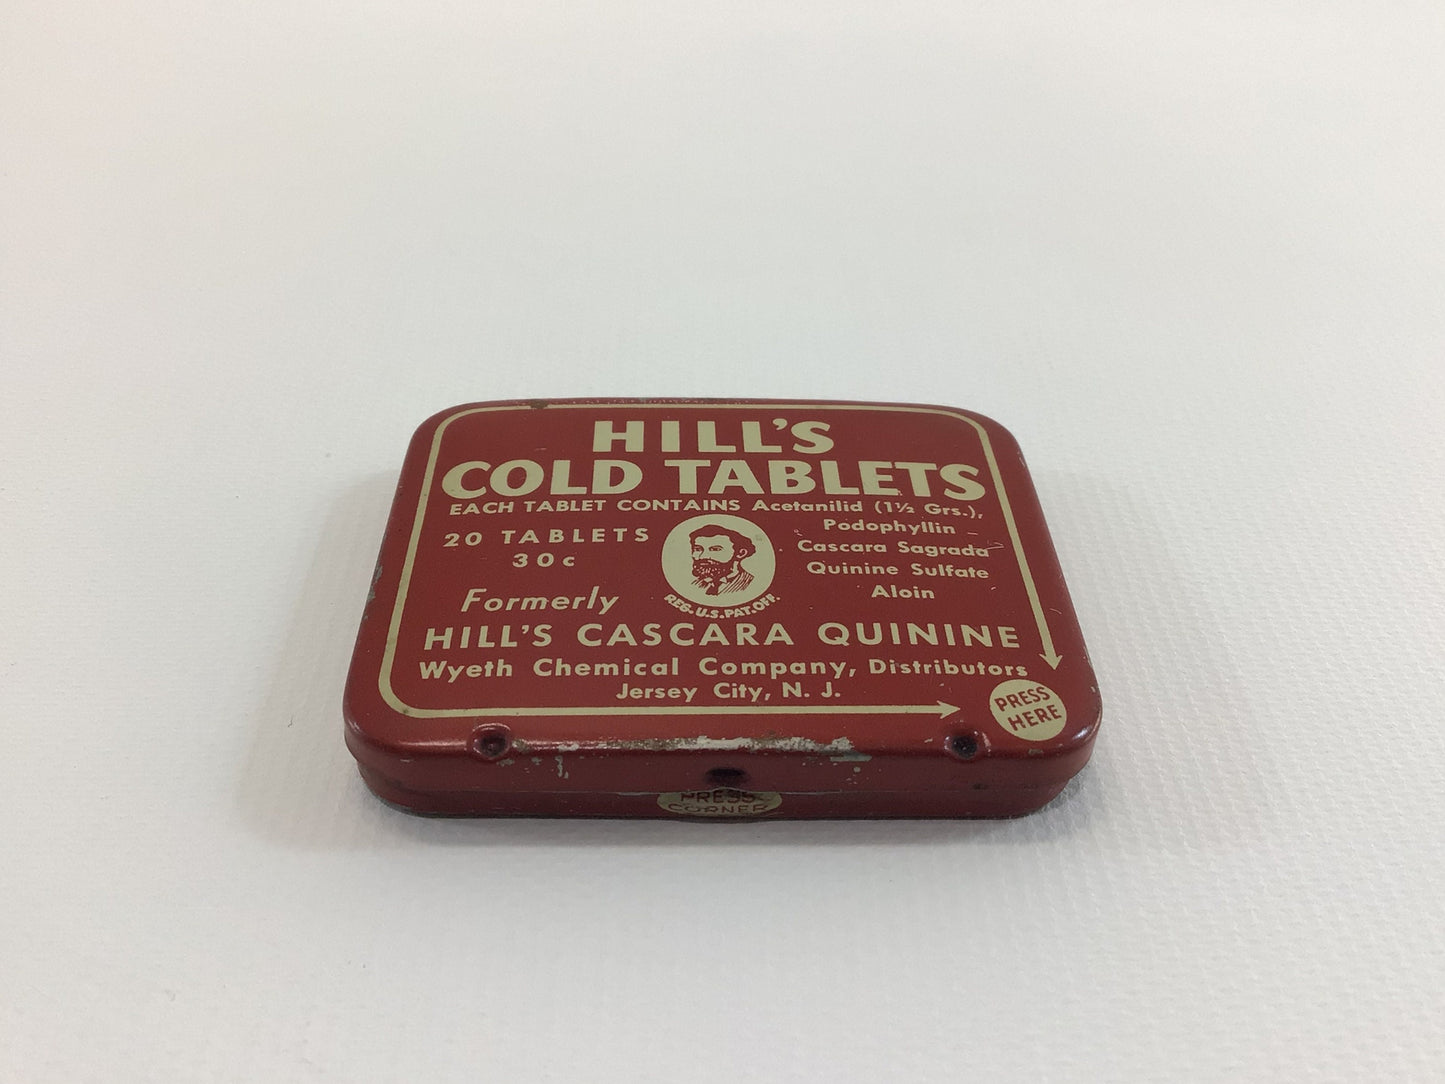 HILL'S
COLD TABLETS
EACH TABLET CONTAINS Acetanilid (1½ Grs.),
Podophyllin
Cascara Sagrada
Quinine Sulfate
Aloin
20 TABLETS
30c
REG. U.S. PAT. OFF.
Formerly
HILL'S CASCARA QUININE
Wyeth Chemical Company, Distributors
Jersey City, N. J.
PRESS
HERE
PRESS
CORNER